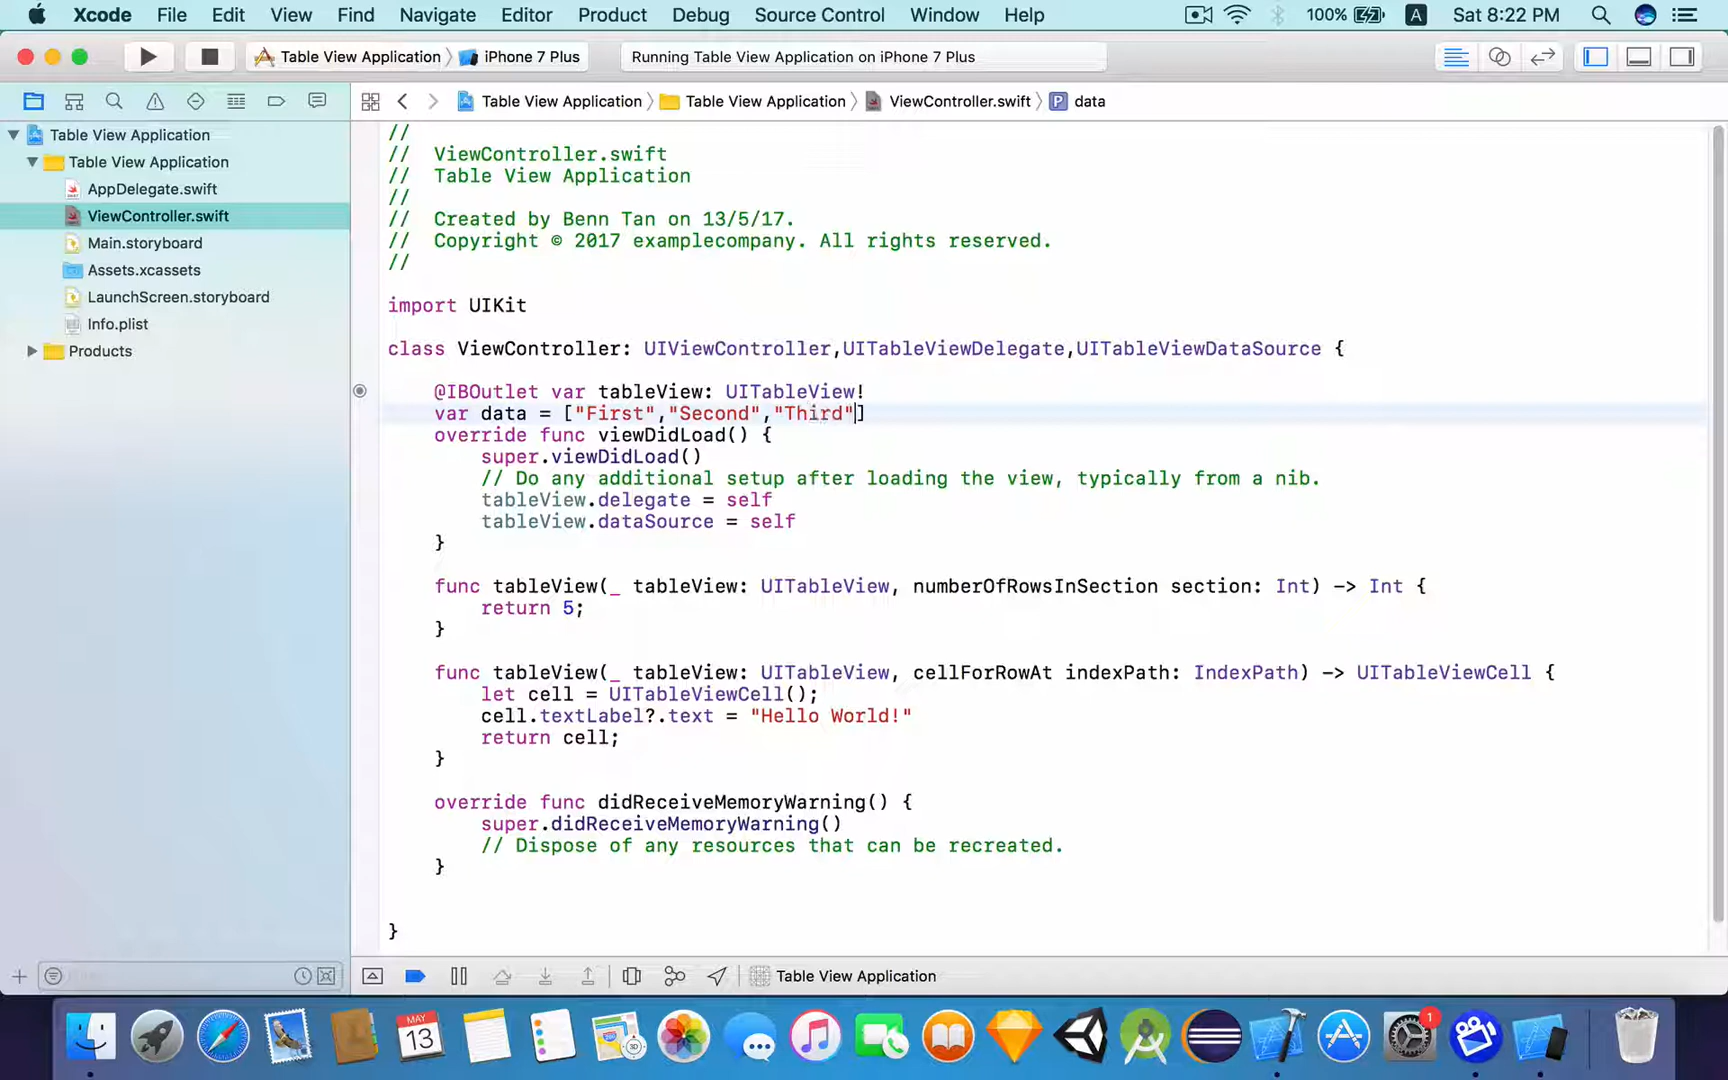 Xcode File Edit View Find Navigate Editor Product Debug Source Control Window Help 100% A Sat 8:22 PM
Table View Application iPhone 7 Plus Running Table View Application on iPhone 7 Plus
Table View Application Table View Application ViewController.swift P data
Table View Application
Table View Application
AppDelegate.swift
ViewController.swift
Main.storyboard
Assets.xcassets
LaunchScreen.storyboard
Info.plist
Products
//
// ViewController.swift
// Table View Application
//
// Created by Benn Tan on 13/5/17.
// Copyright © 2017 examplecompany. All rights reserved.
//
import UIKit
class ViewController: UIViewController,UITableViewDelegate,UITableViewDataSource {
@IBOutlet var tableView: UITableView!
var data = ["First","Second","Third"]
override func viewDidLoad() {
super.viewDidLoad()
// Do any additional setup after loading the view, typically from a nib.
tableView.delegate = self
tableView.dataSource = self
}
func tableView(_ tableView: UITableView, numberOfRowsInSection section: Int) -> Int {
return 5;
}
func tableView(_ tableView: UITableView, cellForRowAt indexPath: IndexPath) -> UITableViewCell {
let cell = UITableViewCell();
cell.textLabel?.text = "Hello World!"
return cell;
}
override func didReceiveMemoryWarning() {
super.didReceiveMemoryWarning()
// Dispose of any resources that can be recreated.
}
}
Table View Application
MAY
13
3D
1